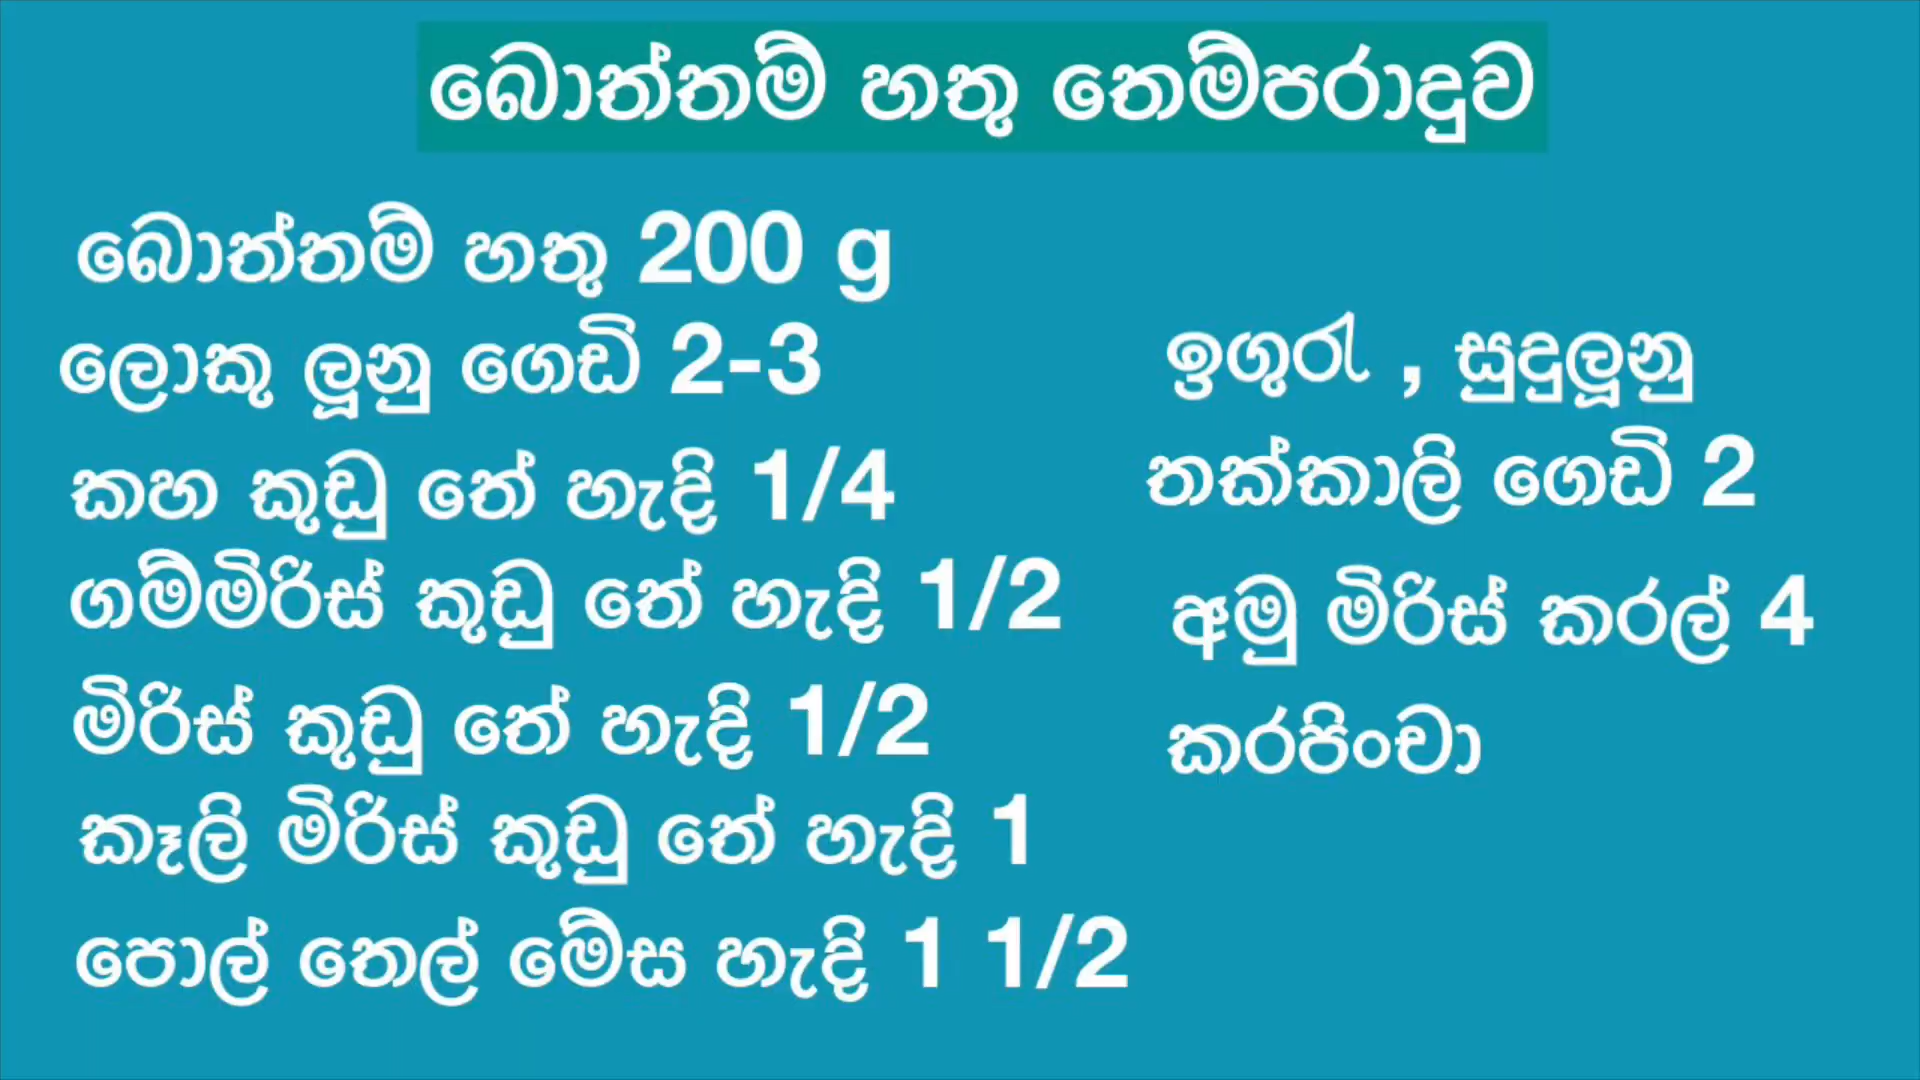 බොත්තම් හතු තෙම්පරාදුව
බොත්තම් හතු 200 g
ලොකු ලූනු ගෙඩි 2-3
කහ කුඩු තේ හැදි 1/4
ගම්මිරිස් කුඩු තේ හැදි 1/2
මිරිස් කුඩු තේ හැදි 1/2
කෑලි මිරිස් කුඩු තේ හැදි 1
පොල් තෙල් මේස හැදි 1 1/2
ඉගුරැ , සුදුලූනු
තක්කාලි ගෙඩි 2
අමු මිරිස් කරල් 4
කරපිංචා